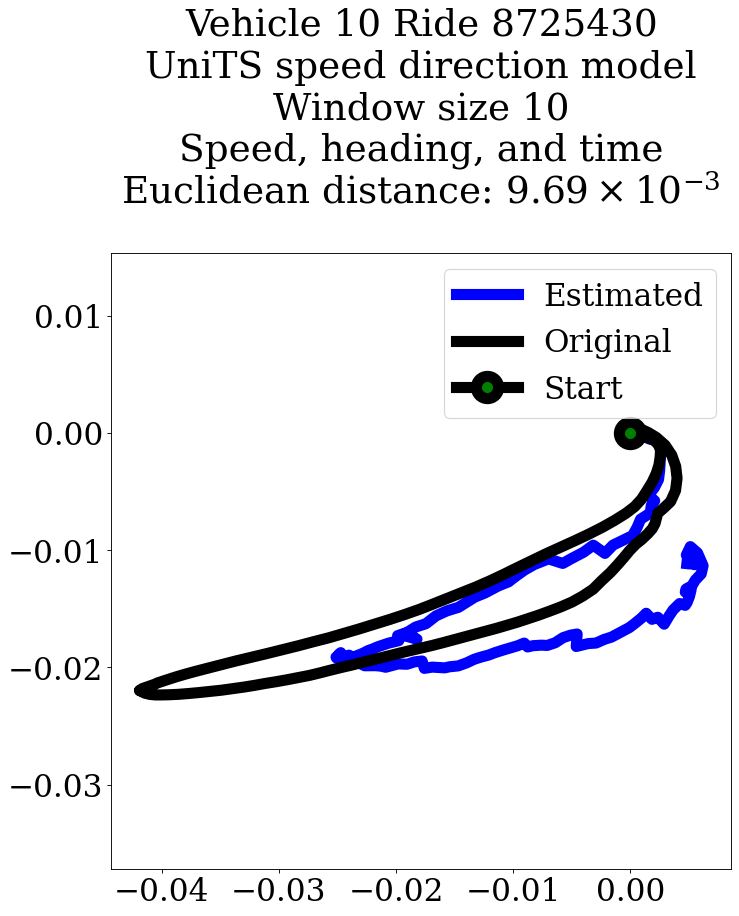 Vehicle 10 Ride 8725430
UniTS speed direction model
Window size 10
Speed, heading, and time
Euclidean distance: 9.69 × 10⁻³
Estimated
Original
Start
0.01
0.00
−0.01
−0.02
−0.03
−0.04 −0.03 −0.02 −0.01 0.00